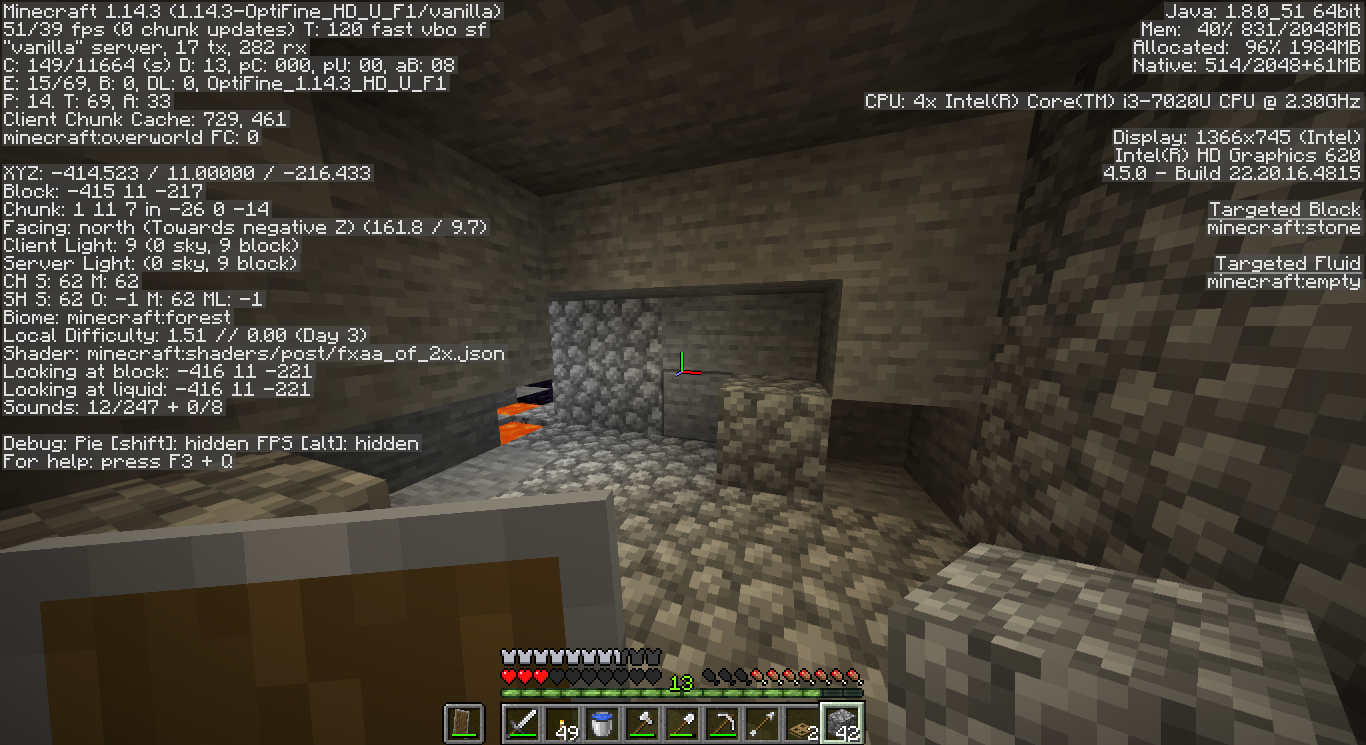 Minecraft 1.14.3 (1.14.3-OptiFine_HD_U_F1/vanilla)
51/39 fps (0 chunk updates) T: 120 fast vbo sf
"vanilla" server, 17 tx, 282 rx
C: 149/11664 (s) D: 13, pC: 000, pU: 00, aB: 08
E: 15/69, B: 0, DL: 0, OptiFine_1.14.3_HD_U_F1
P: 14. T: 69, A: 33
Client Chunk Cache: 729, 461
minecraft:overworld FC: 0
XYZ: -414.523 / 11.00000 / -216.433
Block: -415 11 -217
Chunk: 1 11 7 in -26 0 -14
Facing: north (Towards negative Z) (161.8 / 9.7)
Client Light: 9 (0 sky, 9 block)
Server Light: (0 sky, 9 block)
CH S: 62 M: 62
SH S: 62 O: -1 M: 62 ML: -1
Biome: minecraft:forest
Local Difficulty: 1.51 // 0.00 (Day 3)
Shader: minecraft:shaders/post/fxaa_of_2x.json
Looking at block: -416 11 -221
Looking at liquid: -416 11 -221
Sounds: 12/247 + 0/8
Debug: Pie [shift]: hidden FPS [alt]: hidden
For help: press F3 + Q
Java: 1.8.0_51 64bit
Mem: 40% 831/2048MB
Allocated: 96% 1984MB
Native: 514/2048+61MB
CPU: 4x Intel(R) Core(TM) i3-7020U CPU @ 2.30GHz
Display: 1366x745 (Intel)
Intel(R) HD Graphics 620
4.5.0 - Build 22.20.16.4815
Targeted Block
minecraft:stone
Targeted Fluid
minecraft:empty
13
49
2
42